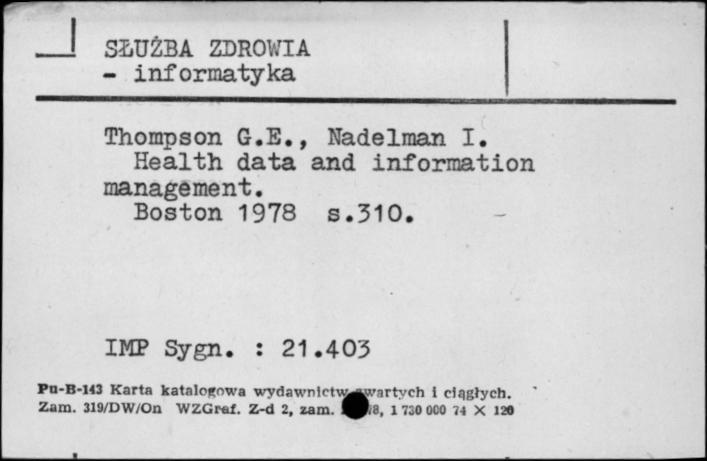 SŁUŻBA ZDROWIA
- informatyka
Thompson G.E., Nadelman I.
Health data and information
management.
Boston 1978 s.310.
IMP Sygn. : 21.403
Pu-B-143 Karta katalogowa wydawnictw zwartych i ciągłych.
Zam. 319/DW/On WZGraf. Z-d 2, zam. 8, 1 730 000 74 X 120